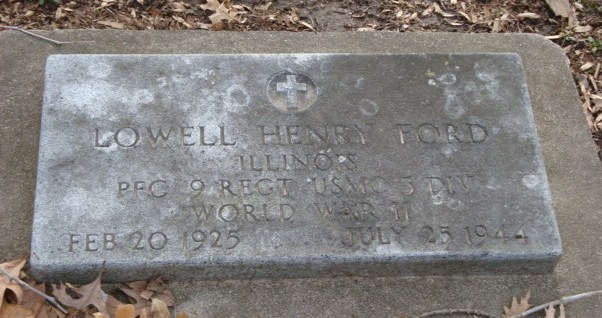 LOWELL HENRY FORD
ILLINOIS
PFC 9 REGT USMC 3 DIV
WORLD WAR II
FEB 20 1925 JULY 25 1944